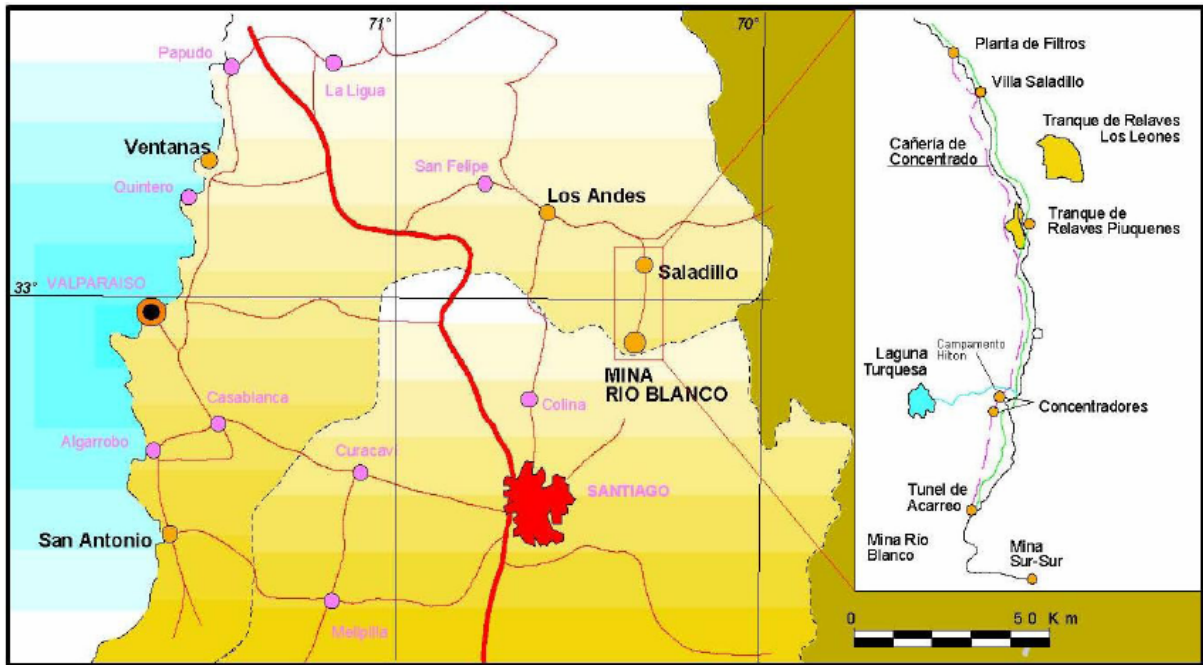 71°
70°
Papudo
La Ligua
Ventanas
Quintero
San Felipe
Los Andes
VALPARAISO
33°
Saladillo
MINA
RIO BLANCO
Casablanca
Colina
Algarrobo
Curacaví
SANTIAGO
San Antonio
Melipilla
Planta de Filtros
Villa Saladillo
Tranque de Relaves
Los Leones
Cañería de
Concentrado
Tranque de
Relaves Piuquenes
Campamento
Hilton
Laguna
Turquesa
Concentradores
Tunel de
Acarreo
Mina Río
Blanco
Mina
Sur-Sur
0 50 Km